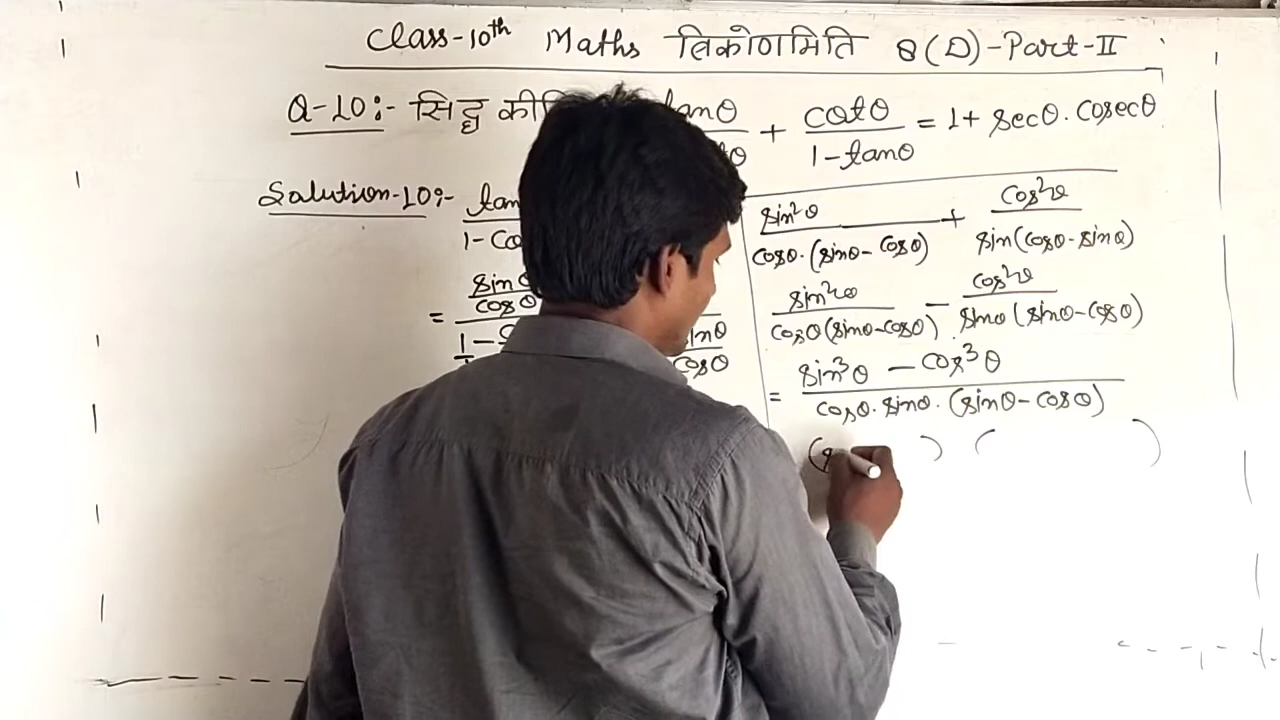 Class-10th Maths त्रिकोणमिति 8(D)-Part-II
Q-10:- सिद्ध tanθ + cotθ/1-tanθ = 1+ secθ.cosecθ
Solution-10:- tan
1-
= sinθ/cosθ
1/1 -
sinθ/cosθ
sin²θ/cosθ.(sinθ-cosθ) + cos²θ/sin(cosθ-sinθ)
sin²θ/cosθ(sinθ-cosθ) - cos²θ/sinθ(sinθ-cosθ)
= sin³θ - cos³θ/cosθ.sinθ.(sinθ-cosθ)
( ) ( )